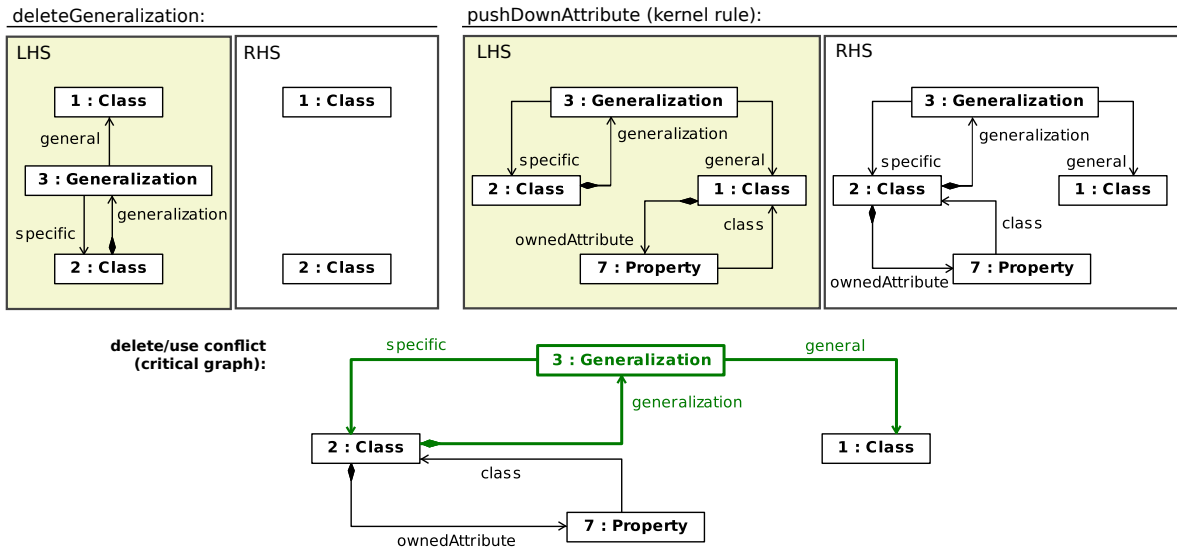 deleteGeneralization:
LHS
1 : Class
general
3 : Generalization
generalization
specific
2 : Class
RHS
1 : Class
2 : Class
pushDownAttribute (kernel rule):
LHS
3 : Generalization
generalization
specific
general
2 : Class
1 : Class
ownedAttribute
class
7 : Property
RHS
3 : Generalization
generalization
specific
general
2 : Class
1 : Class
class
7 : Property
ownedAttribute
delete/use conflict
(critical graph):
specific
3 : Generalization
general
generalization
2 : Class
1 : Class
class
7 : Property
ownedAttribute